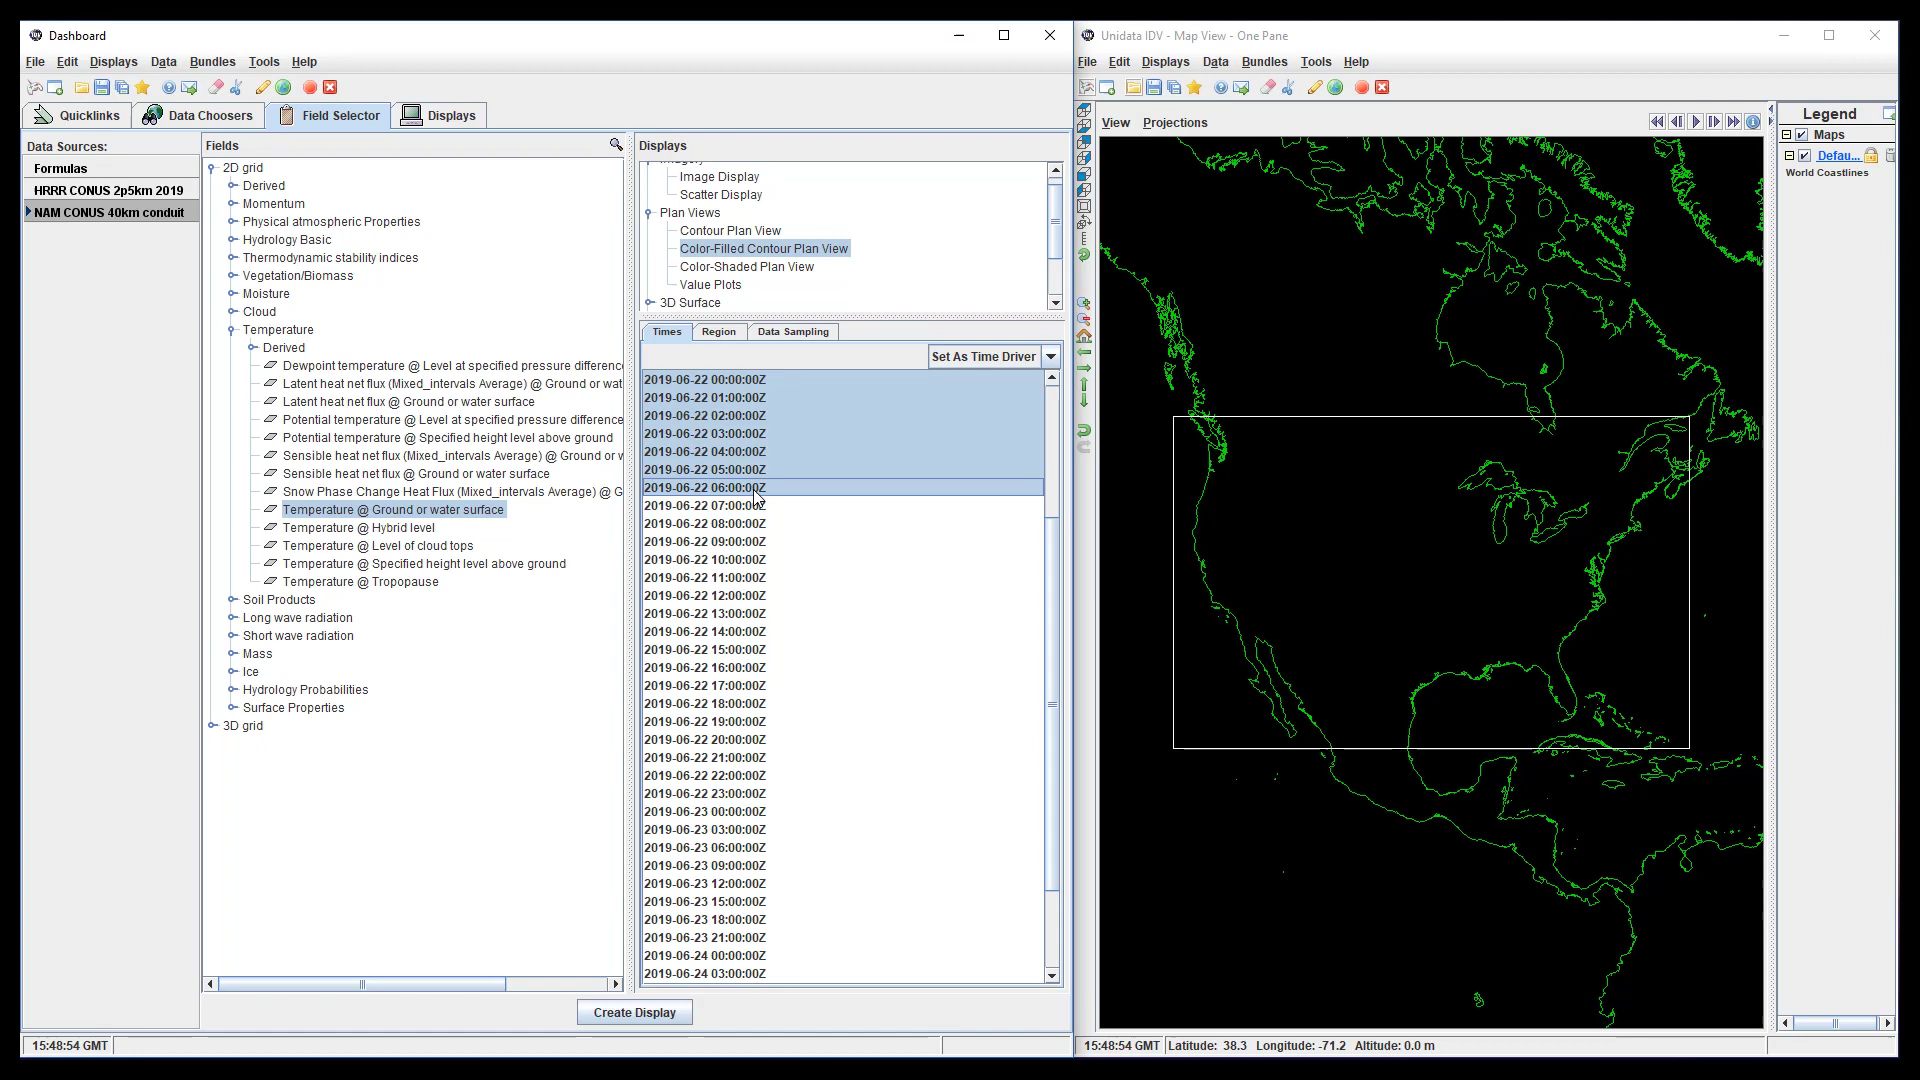 Dashboard
File Edit Displays Data Bundles Tools Help
Quicklinks
Data Choosers
Field Selector
Displays
Data Sources:
Formulas
HRRR CONUS 2p5km 2019
NAM CONUS 40km conduit
Fields
2D grid
Derived
Momentum
Physical atmospheric Properties
Hydrology Basic
Thermodynamic stability indices
Vegetation/Biomass
Moisture
Cloud
Temperature
Derived
Dewpoint temperature @ Level at specified pressure difference
Latent heat net flux (Mixed_intervals Average) @ Ground or wat
Latent heat net flux @ Ground or water surface
Potential temperature @ Level at specified pressure difference
Potential temperature @ Specified height level above ground
Sensible heat net flux (Mixed_intervals Average) @ Ground or w
Sensible heat net flux @ Ground or water surface
Snow Phase Change Heat Flux (Mixed_intervals Average) @ G
Temperature @ Ground or water surface
Temperature @ Hybrid level
Temperature @ Level of cloud tops
Temperature @ Specified height level above ground
Temperature @ Tropopause
Soil Products
Long wave radiation
Short wave radiation
Mass
Ice
Hydrology Probabilities
Surface Properties
3D grid
Displays
Image Display
Scatter Display
Plan Views
Contour Plan View
Color-Filled Contour Plan View
Color-Shaded Plan View
Value Plots
3D Surface
Times
Region
Data Sampling
Set As Time Driver
2019-06-22 00:00:00Z
2019-06-22 01:00:00Z
2019-06-22 02:00:00Z
2019-06-22 03:00:00Z
2019-06-22 04:00:00Z
2019-06-22 05:00:00Z
2019-06-22 06:00:00Z
2019-06-22 07:00:00Z
2019-06-22 08:00:00Z
2019-06-22 09:00:00Z
2019-06-22 10:00:00Z
2019-06-22 11:00:00Z
2019-06-22 12:00:00Z
2019-06-22 13:00:00Z
2019-06-22 14:00:00Z
2019-06-22 15:00:00Z
2019-06-22 16:00:00Z
2019-06-22 17:00:00Z
2019-06-22 18:00:00Z
2019-06-22 19:00:00Z
2019-06-22 20:00:00Z
2019-06-22 21:00:00Z
2019-06-22 22:00:00Z
2019-06-22 23:00:00Z
2019-06-23 00:00:00Z
2019-06-23 03:00:00Z
2019-06-23 06:00:00Z
2019-06-23 09:00:00Z
2019-06-23 12:00:00Z
2019-06-23 15:00:00Z
2019-06-23 18:00:00Z
2019-06-23 21:00:00Z
2019-06-24 00:00:00Z
2019-06-24 03:00:00Z
Create Display
15:48:54 GMT
Unidata IDV - Map View - One Pane
File Edit Displays Data Bundles Tools Help
View Projections
Legend
Maps
Defau...
World Coastlines
15:48:54 GMT
Latitude: 38.3 Longitude: -71.2 Altitude: 0.0 m